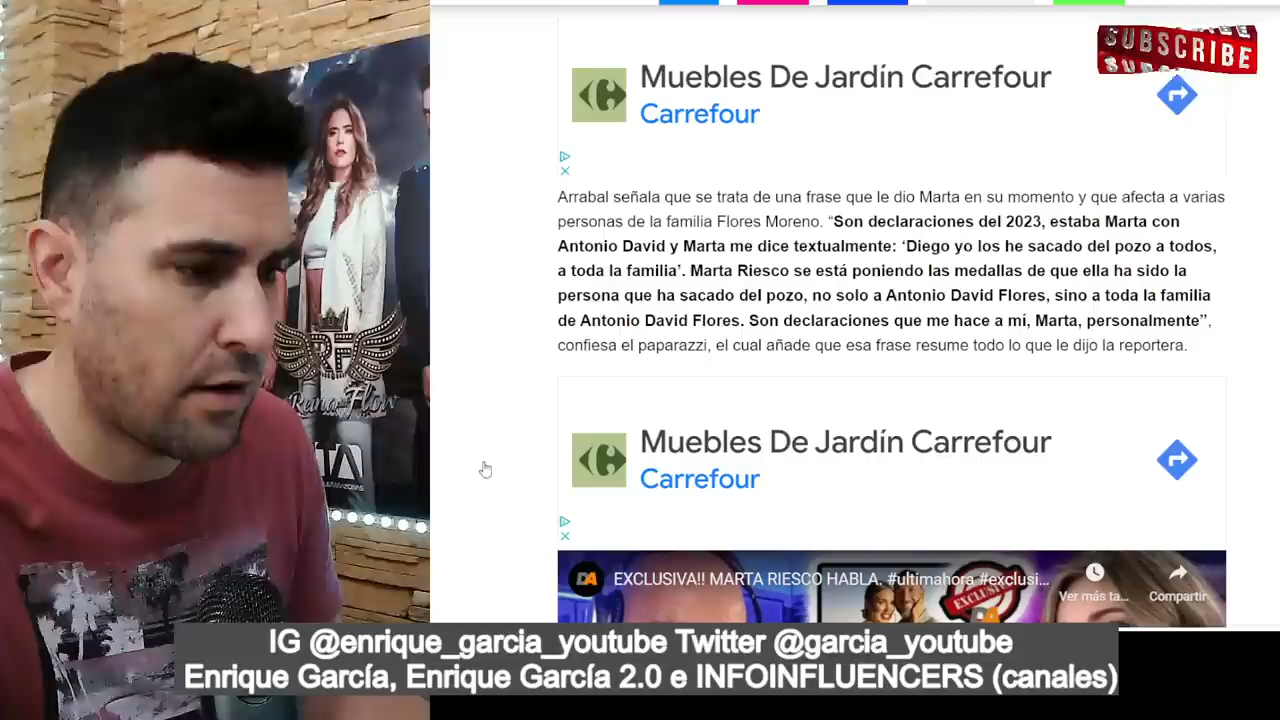 SUBSCRIBE
Muebles De Jardín Carrefour
Carrefour
Arrabal señala que se trata de una frase que le dio Marta en su momento y que afecta a varias
personas de la familia Flores Moreno. “Son declaraciones del 2023, estaba Marta con
Antonio David y Marta me dice textualmente: ‘Diego yo los he sacado del pozo a todos,
a toda la familia’. Marta Riesco se está poniendo las medallas de que ella ha sido la
persona que ha sacado del pozo, no solo a Antonio David Flores, sino a toda la familia
de Antonio David Flores. Son declaraciones que me hace a mí, Marta, personalmente”,
confiesa el paparazzi, el cual añade que esa frase resume todo lo que le dijo la reportera.
RF
Muebles De Jardín Carrefour
Carrefour
DA
EXCLUSIVA!! MARTA RIESCO HABLA. #ultimahora #exclusi...
Ver más ta...
Compartir
EXCLUSIVE
IG @enrique_garcia_youtube Twitter @garcia_youtube
Enrique García, Enrique García 2.0 e INFOINFLUENCERS (canales)